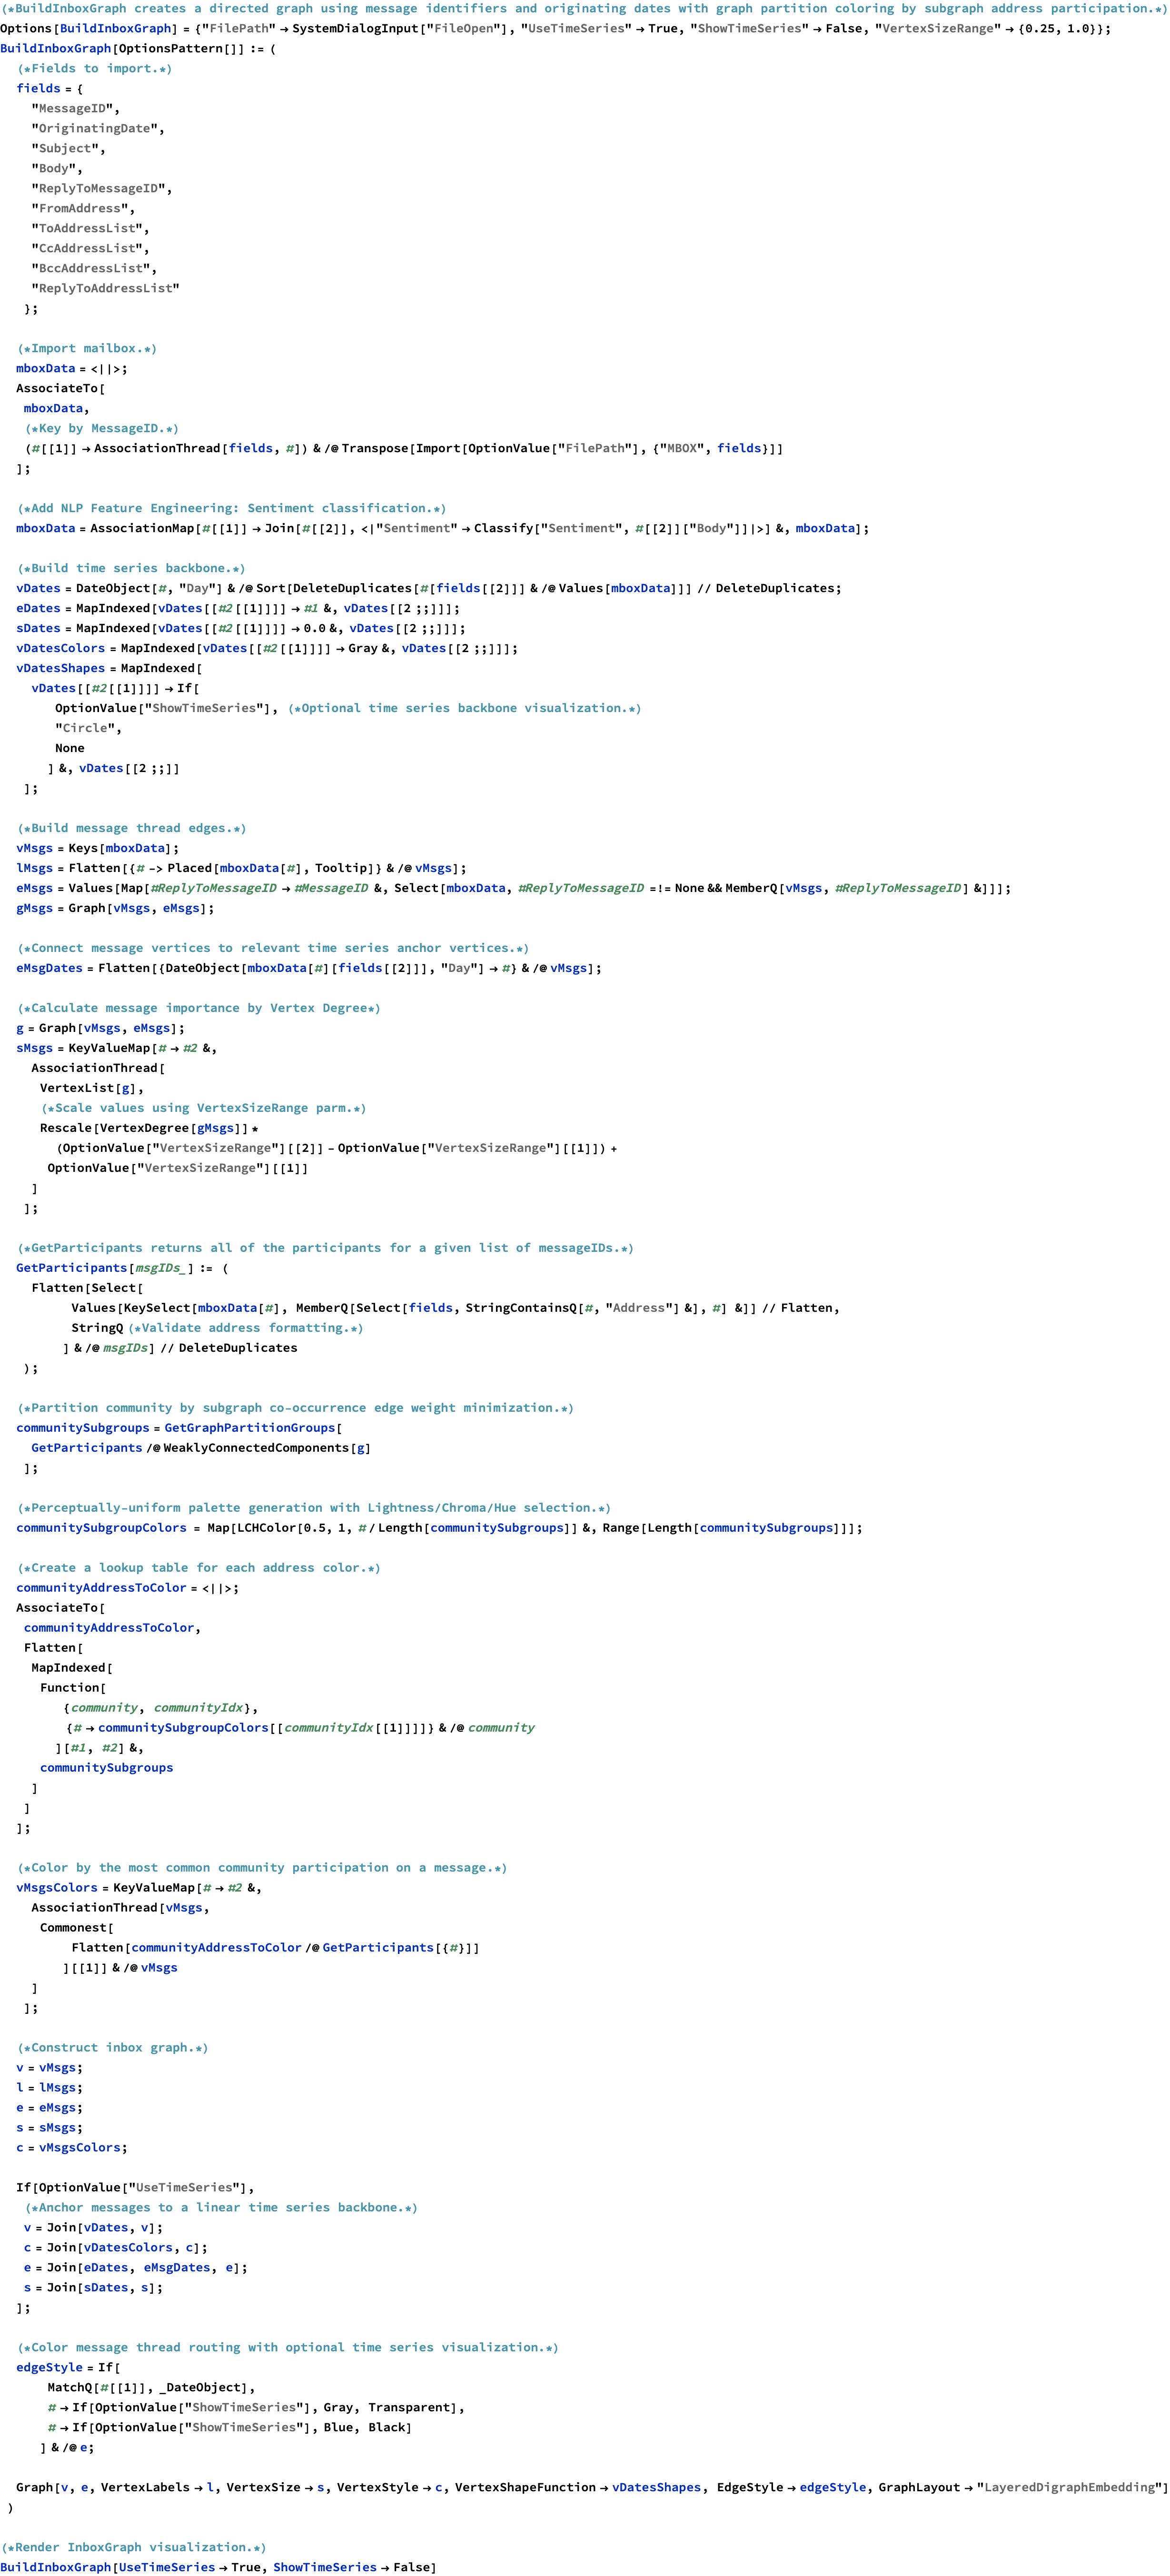 (*BuildInboxGraph creates a directed graph using message identifiers and originating dates with graph partition coloring by subgraph address participation.*)
Options[BuildInboxGraph] = {"FilePath" → SystemDialogInput["FileOpen"], "UseTimeSeries" → True, "ShowTimeSeries" → False, "VertexSizeRange" → {0.25, 1.0}};
BuildInboxGraph[OptionsPattern[]] := (
(*Fields to import.*)
fields = {
"MessageID",
"OriginatingDate",
"Subject",
"Body",
"ReplyToMessageID",
"FromAddress",
"ToAddressList",
"CcAddressList",
"BccAddressList",
"ReplyToAddressList"
};
(*Import mailbox.*)
mboxData = <||>;
AssociateTo[
mboxData,
(*Key by MessageID.*)
(#[[1]] → AssociationThread[fields, #]) & /@ Transpose[Import[OptionValue["FilePath"], {"MBOX", fields}]]
];
(*Add NLP Feature Engineering: Sentiment classification.*)
mboxData = AssociationMap[#[[1]] → Join[#[[2]], <|"Sentiment" → Classify["Sentiment", #[[2]]["Body"]]|>] &, mboxData];
(*Build time series backbone.*)
vDates = DateObject[#, "Day"] & /@ Sort[DeleteDuplicates[#[fields[[2]]] & /@ Values[mboxData]]] // DeleteDuplicates;
eDates = MapIndexed[vDates[[#2[[1]]]] → #1 &, vDates[[2 ;;]]];
sDates = MapIndexed[vDates[[#2[[1]]]] → 0.0 &, vDates[[2 ;;]]];
vDatesColors = MapIndexed[vDates[[#2[[1]]]] → Gray &, vDates[[2 ;;]]];
vDatesShapes = MapIndexed[
vDates[[#2[[1]]]] → If[
OptionValue["ShowTimeSeries"], (*Optional time series backbone visualization.*)
"Circle",
None
] &, vDates[[2 ;;]]
];
(*Build message thread edges.*)
vMsgs = Keys[mboxData];
lMsgs = Flatten[{# -> Placed[mboxData[#], Tooltip]} & /@ vMsgs];
eMsgs = Values[Map[#ReplyToMessageID → #MessageID &, Select[mboxData, #ReplyToMessageID =!= None && MemberQ[vMsgs, #ReplyToMessageID] &]]];
gMsgs = Graph[vMsgs, eMsgs];
(*Connect message vertices to relevant time series anchor vertices.*)
eMsgDates = Flatten[{DateObject[mboxData[#][fields[[2]]], "Day"] → #} & /@ vMsgs];
(*Calculate message importance by Vertex Degree*)
g = Graph[vMsgs, eMsgs];
sMsgs = KeyValueMap[# → #2 &,
AssociationThread[
VertexList[g],
(*Scale values using VertexSizeRange parm.*)
Rescale[VertexDegree[gMsgs]] *
(OptionValue["VertexSizeRange"][[2]] - OptionValue["VertexSizeRange"][[1]]) +
OptionValue["VertexSizeRange"][[1]]
]
];
(*GetParticipants returns all of the participants for a given list of messageIDs.*)
GetParticipants[msgIDs_] := (
Flatten[Select[
Values[KeySelect[mboxData[#], MemberQ[Select[fields, StringContainsQ[#, "Address"] &], #] &]] // Flatten,
StringQ (*Validate address formatting.*)
] & /@ msgIDs] // DeleteDuplicates
);
(*Partition community by subgraph co-occurrence edge weight minimization.*)
communitySubgroups = GetGraphPartitionGroups[
GetParticipants /@ WeaklyConnectedComponents[g]
];
(*Perceptually-uniform palette generation with Lightness/Chroma/Hue selection.*)
communitySubgroupColors = Map[LCHColor[0.5, 1, # / Length[communitySubgroups]] &, Range[Length[communitySubgroups]]];
(*Create a lookup table for each address color.*)
communityAddressToColor = <||>;
AssociateTo[
communityAddressToColor,
Flatten[
MapIndexed[
Function[
{community, communityIdx},
{# → communitySubgroupColors[[communityIdx[[1]]]]} & /@ community
][#1, #2] &,
communitySubgroups
]
]
];
(*Color by the most common community participation on a message.*)
vMsgsColors = KeyValueMap[# → #2 &,
AssociationThread[vMsgs,
Commonest[
Flatten[communityAddressToColor /@ GetParticipants[{#}]]
][[1]] & /@ vMsgs
]
];
(*Construct inbox graph.*)
v = vMsgs;
l = lMsgs;
e = eMsgs;
s = sMsgs;
c = vMsgsColors;
If[OptionValue["UseTimeSeries"],
(*Anchor messages to a linear time series backbone.*)
v = Join[vDates, v];
c = Join[vDatesColors, c];
e = Join[eDates, eMsgDates, e];
s = Join[sDates, s];
];
(*Color message thread routing with optional time series visualization.*)
edgeStyle = If[
MatchQ[#[[1]], _DateObject],
# → If[OptionValue["ShowTimeSeries"], Gray, Transparent],
# → If[OptionValue["ShowTimeSeries"], Blue, Black]
] & /@ e;
Graph[v, e, VertexLabels → l, VertexSize → s, VertexStyle → c, VertexShapeFunction → vDatesShapes, EdgeStyle → edgeStyle, GraphLayout → "LayeredDigraphEmbedding"]
)
(*Render InboxGraph visualization.*)
BuildInboxGraph[UseTimeSeries → True, ShowTimeSeries → False]